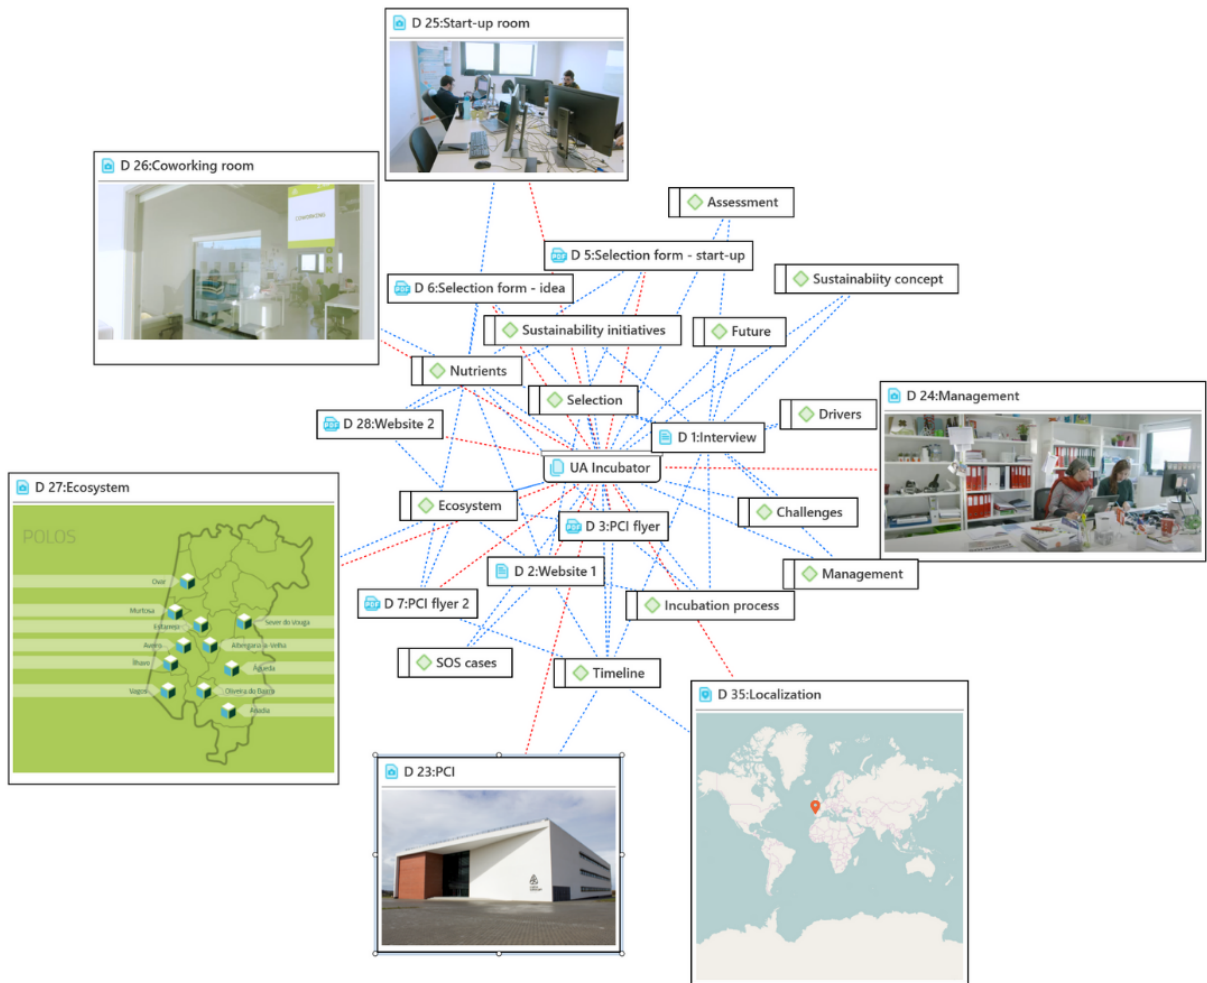 D 25:Start-up room
D 26:Coworking room
COWORKING
Assessment
D 5:Selection form - start-up
Sustainabiity concept
D 6:Selection form - idea
Sustainability initiatives
Future
Nutrients
Selection
D 24:Management
D 28:Website 2
Drivers
D 1:Interview
UA Incubator
D 27:Ecosystem
Ecosystem
D 3:PCI flyer
Challenges
POLOS
D 2:Website 1
Management
Ovar
D 7:PCI flyer 2
Incubation process
Murtosa
Estarreja
Sever do Vouga
Aveiro
Albergaria-a-Velha
Ílhavo
Águeda
SOS cases
Timeline
Vagos
Oliveira do Bairro
Anadia
D 35:Localization
D 23:PCI